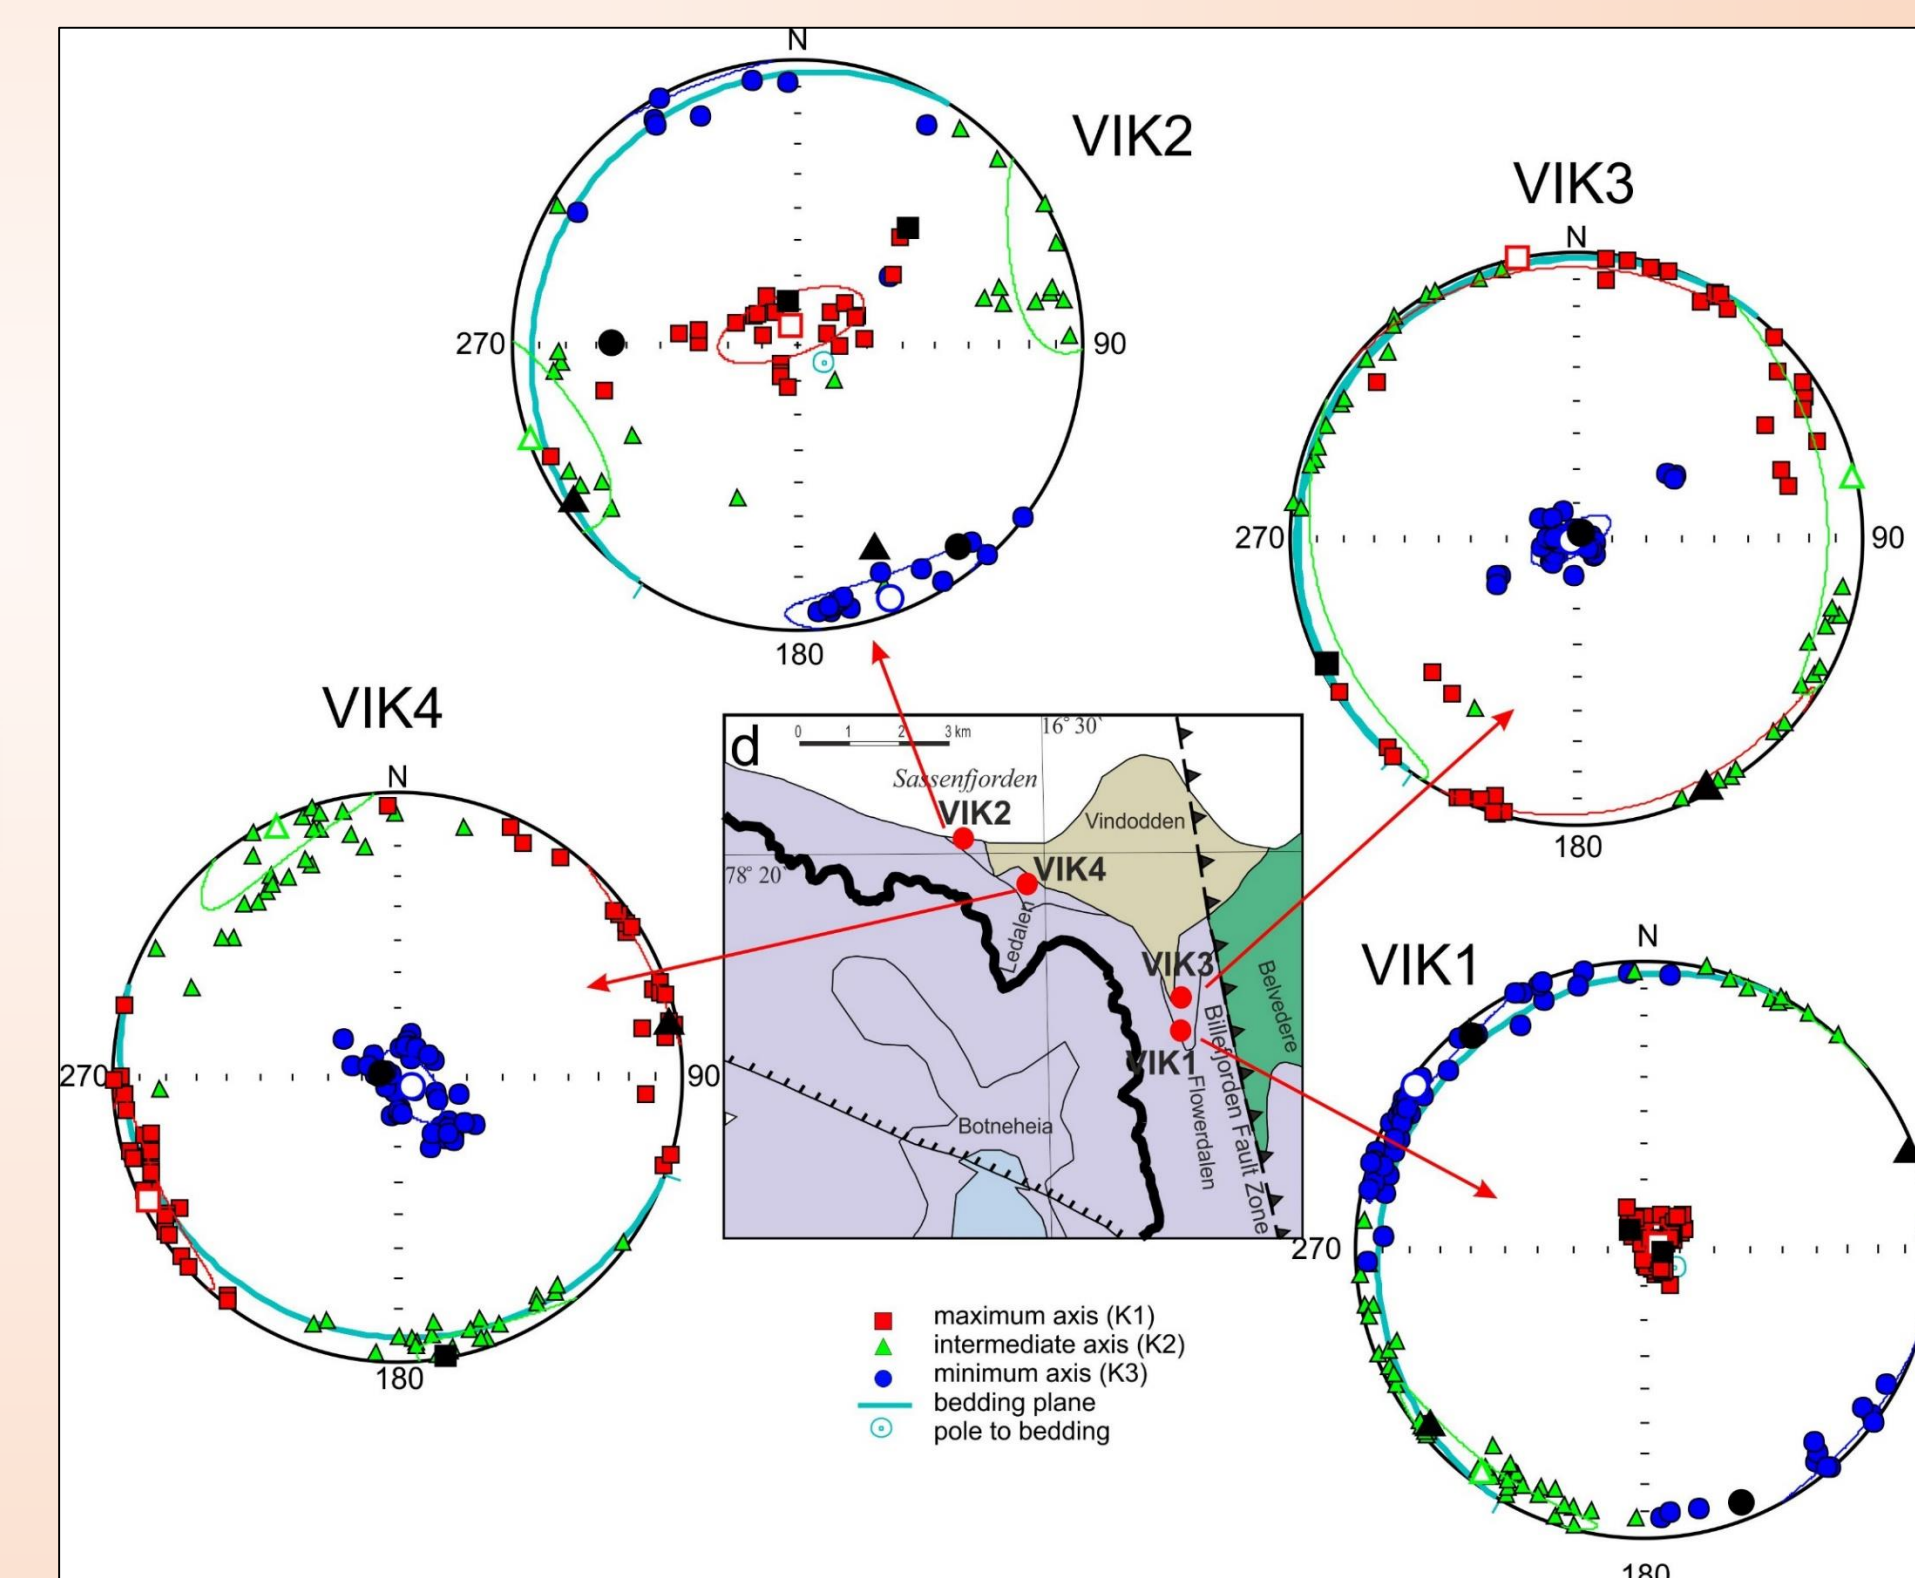 N
VIK2
270
90
180
VIK3
N
270
90
180
VIK4
N
270
90
180
d
0 1 2 3 km
16° 30`
Sassenfjorden
VIK2
Vindodden
78° 20`
VIK4
Ledalen
VIK3
Belvedere
VIK1
Billefjorden Fault Zone
Flowerdalen
Botneheia
VIK1
N
270
180
maximum axis (K1)
intermediate axis (K2)
minimum axis (K3)
bedding plane
pole to bedding